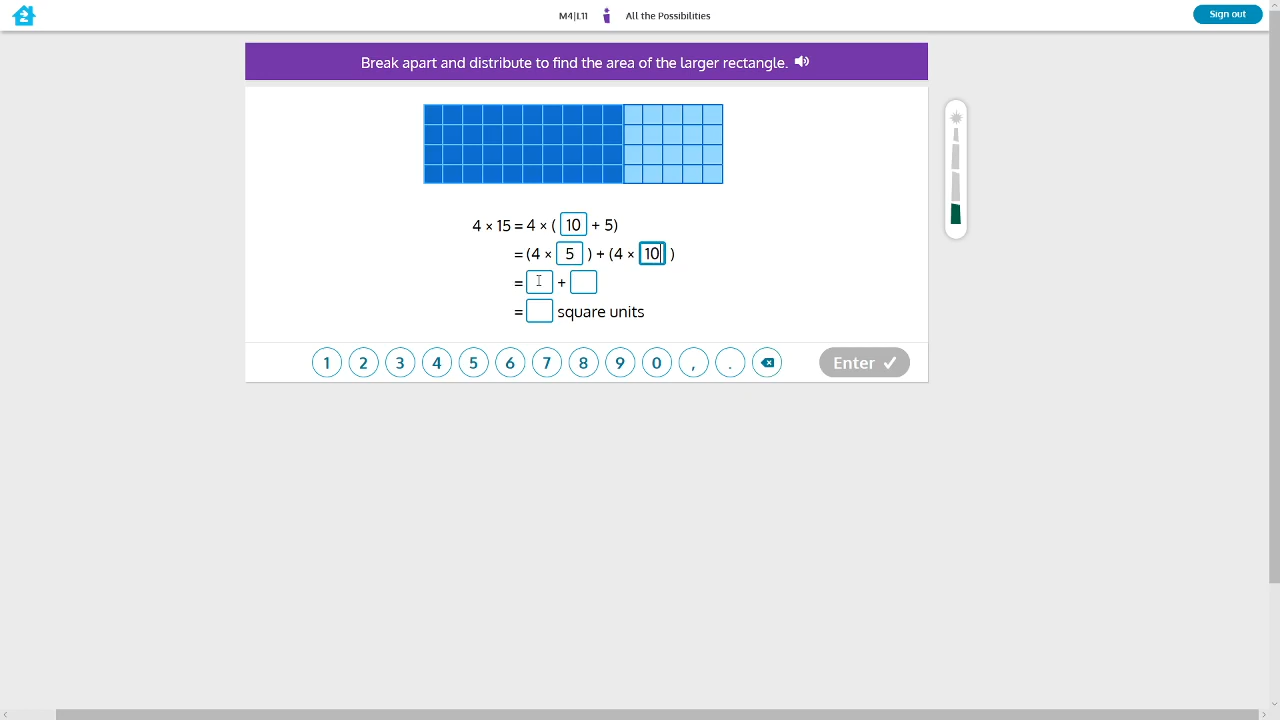 M4|L11 All the Possibilities
Sign out
Break apart and distribute to find the area of the larger rectangle.
4 × 15 = 4 × ( 10 + 5)
= (4 × 5 ) + (4 × 10 )
= +
= square units
1 2 3 4 5 6 7 8 9 0 , . Enter